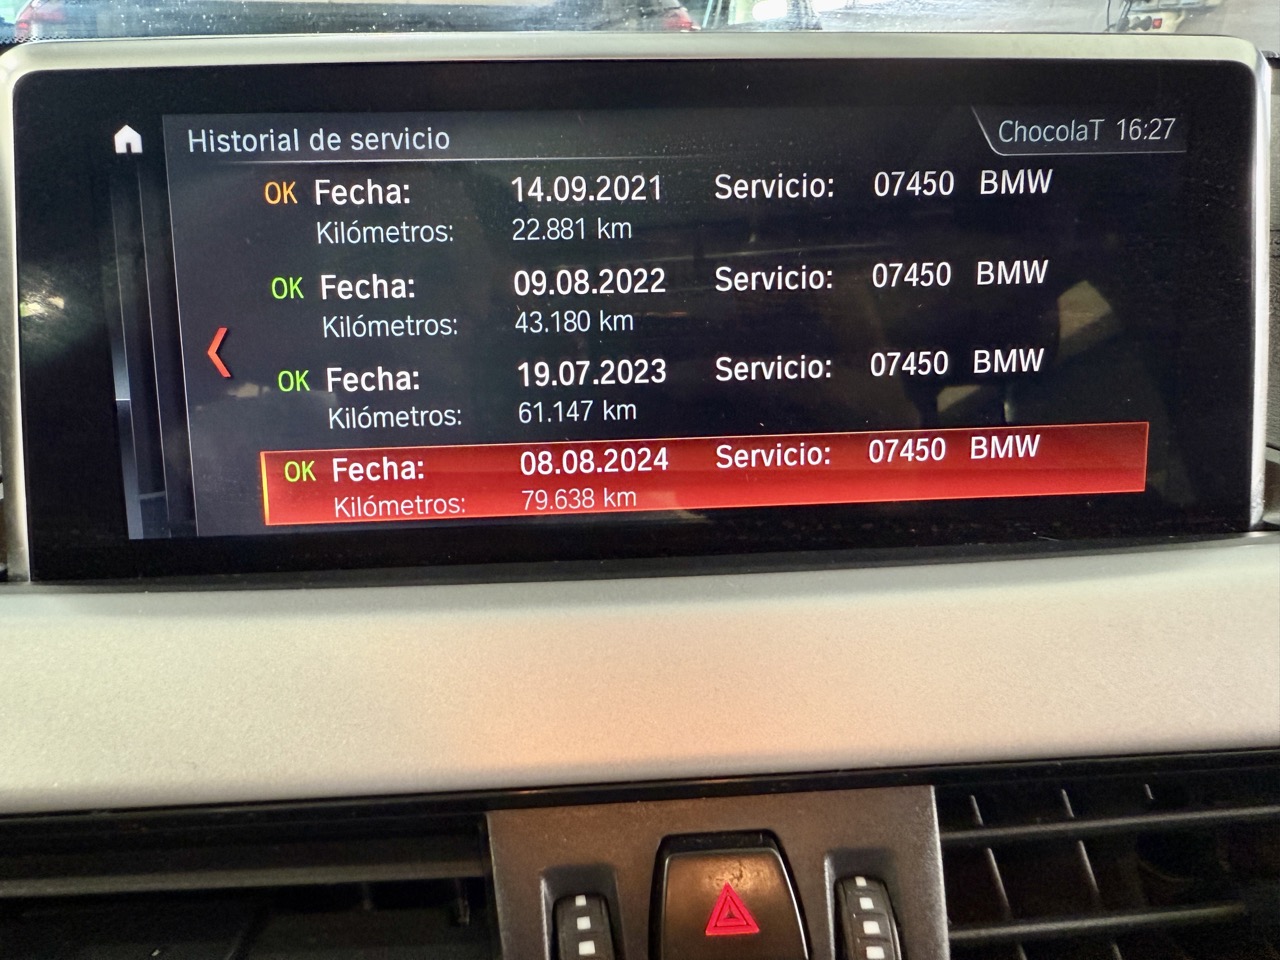 Historial de servicio
ChocolaT 16:27
OK Fecha: 14.09.2021 Servicio: 07450 BMW
Kilómetros: 22.881 km
OK Fecha: 09.08.2022 Servicio: 07450 BMW
Kilómetros: 43.180 km
OK Fecha: 19.07.2023 Servicio: 07450 BMW
Kilómetros: 61.147 km
OK Fecha: 08.08.2024 Servicio: 07450 BMW
Kilómetros: 79.638 km